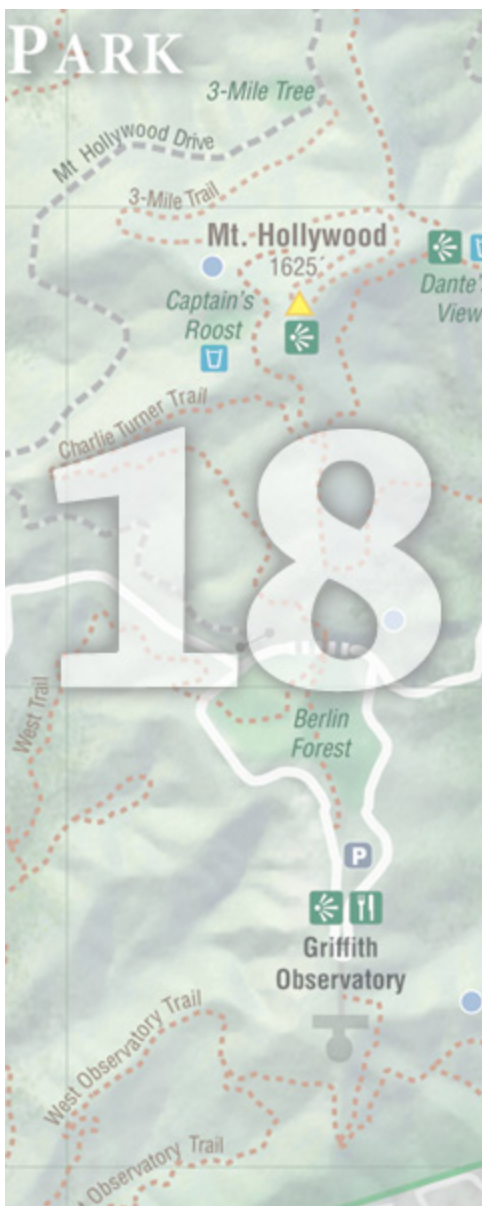 PARK
3-Mile Tree
Mt Hollywood Drive
3-Mile Trail
Mt. Hollywood
1625´
Dante's
View
Captain's
Roost
Charlie Turner Trail
18
West Trail
Berlin
Forest
P
Griffith
Observatory
West Observatory Trail
Observatory Trail